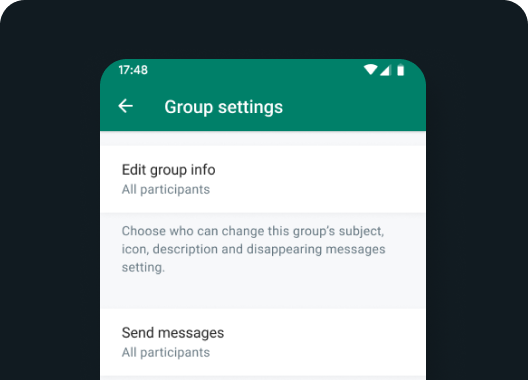 17:48
Group settings
Edit group info
All participants
Choose who can change this group's subject,
icon, description and disappearing messages
setting.
Send messages
All participants